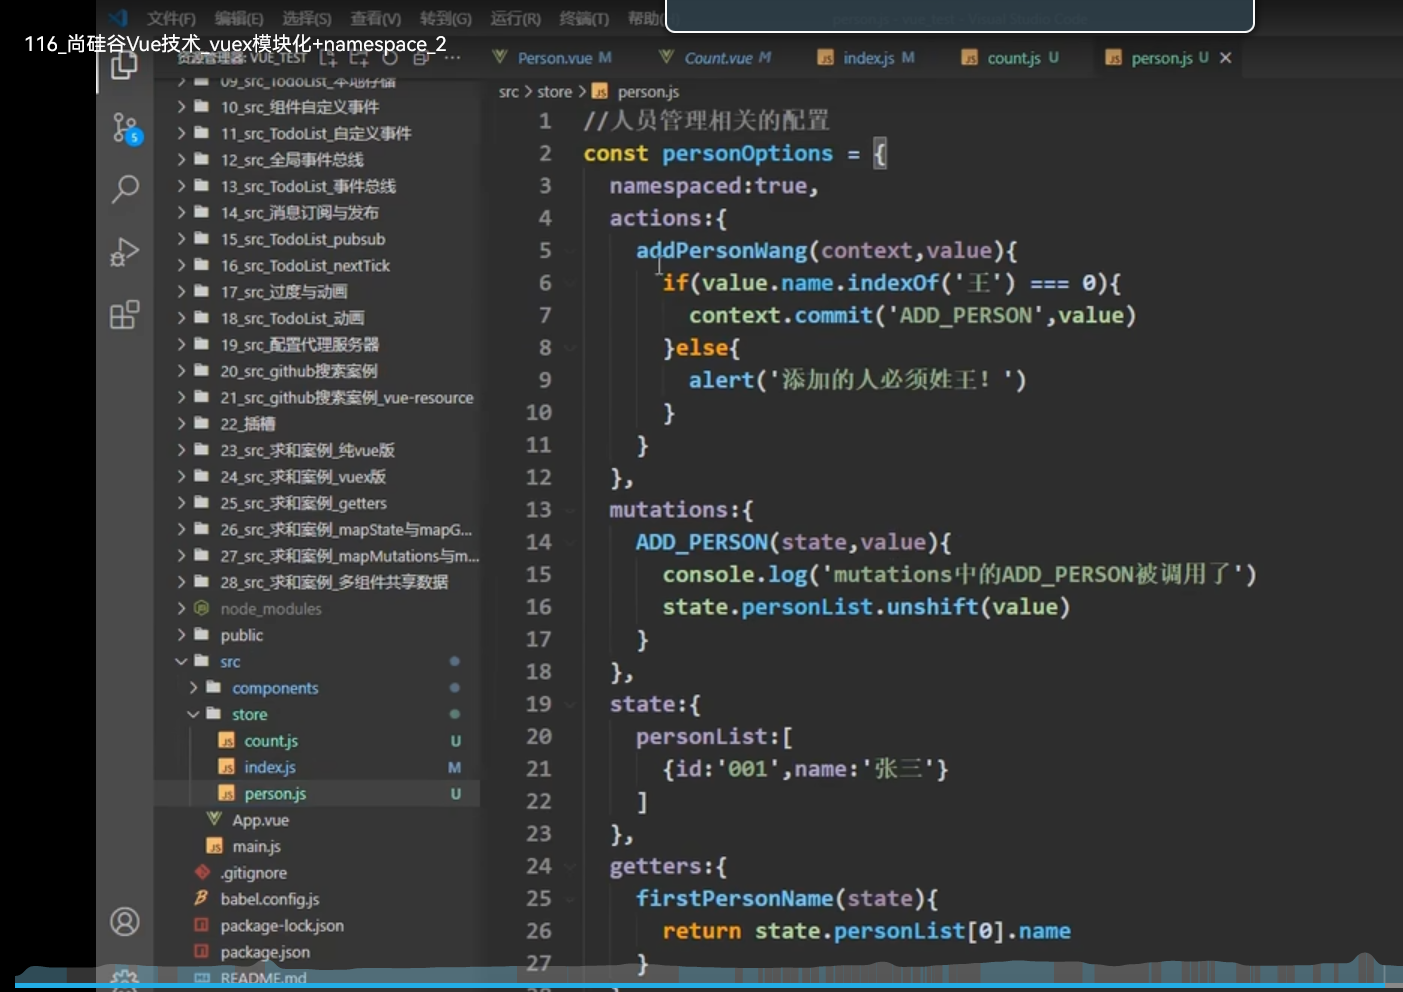 文件(F) 编辑(E) 选择(S) 查看(V) 转到(G) 运行(R) 终端(T) 帮助
116_尚硅谷Vue技术_vuex模块化+namespace_2
资源管理器: VUE_TEST
Person.vue M
Count.vue M
index.js M
count.js U
person.js U
src > store > person.js
09_src_TodoList_本地存储
10_src_组件自定义事件
11_src_TodoList_自定义事件
12_src_全局事件总线
13_src_TodoList_事件总线
14_src_消息订阅与发布
15_src_TodoList_pubsub
16_src_TodoList_nextTick
17_src_过度与动画
18_src_TodoList_动画
19_src_配置代理服务器
20_src_github搜索案例
21_src_github搜索案例_vue-resource
22_插槽
23_src_求和案例_纯vue版
24_src_求和案例_vuex版
25_src_求和案例_getters
26_src_求和案例_mapState与mapG...
27_src_求和案例_mapMutations与m...
28_src_求和案例_多组件共享数据
node_modules
public
src
components
store
count.js U
index.js M
person.js U
App.vue
main.js
.gitignore
babel.config.js
package-lock.json
package.json
README.md
5
1 //人员管理相关的配置
2 const personOptions = {
3 namespaced:true,
4 actions:{
5 addPersonWang(context,value){
6 if(value.name.indexOf('王') === 0){
7 context.commit('ADD_PERSON',value)
8 }else{
9 alert('添加的人必须姓王！')
10 }
11 }
12 },
13 mutations:{
14 ADD_PERSON(state,value){
15 console.log('mutations中的ADD_PERSON被调用了')
16 state.personList.unshift(value)
17 }
18 },
19 state:{
20 personList:[
21 {id:'001',name:'张三'}
22 ]
23 },
24 getters:{
25 firstPersonName(state){
26 return state.personList[0].name
27 }